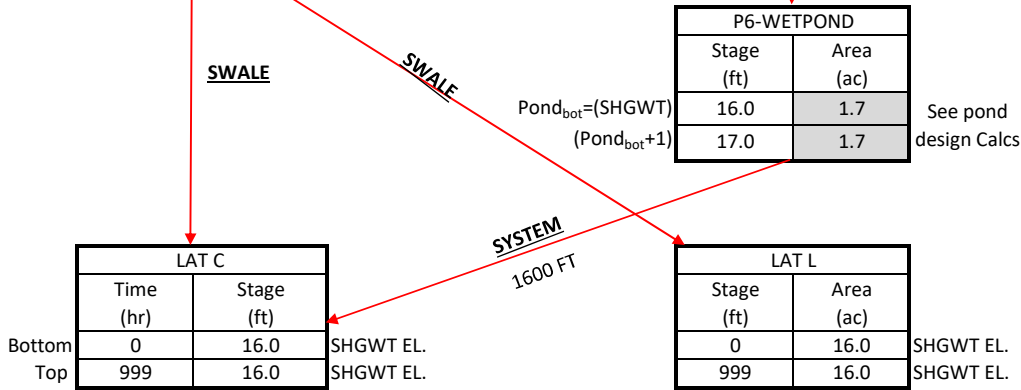 P6-WETPOND
Stage Area
(ft) (ac)
Pondbot=(SHGWT) 16.0 1.7 See pond
(Pondbot+1) 17.0 1.7 design Calcs
SWALE
SWALE
SYSTEM
1600 FT
LAT C
Time Stage
(hr) (ft)
Bottom 0 16.0 SHGWT EL.
Top 999 16.0 SHGWT EL.
LAT L
Stage Area
(ft) (ac)
0 16.0 SHGWT EL.
999 16.0 SHGWT EL.